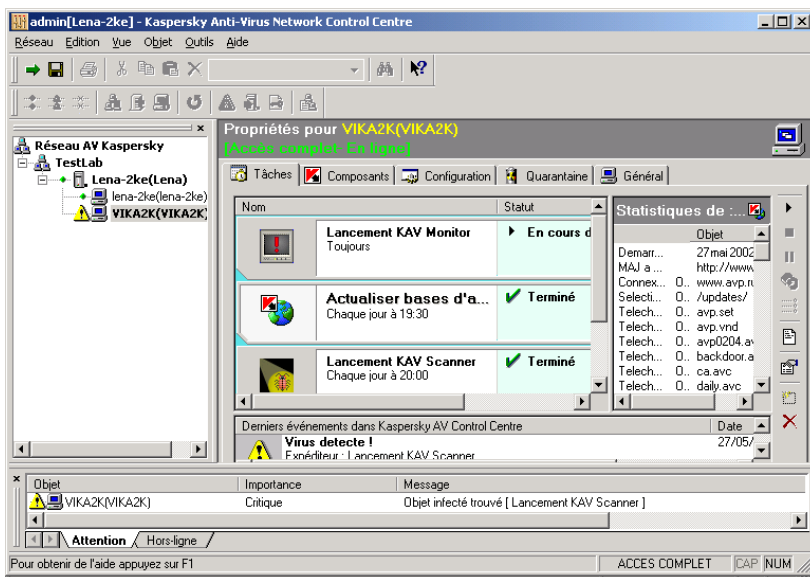 admin[Lena-2ke] - Kaspersky Anti-Virus Network Control Centre
Réseau Edition Vue Objet Outils Aide
Réseau AV Kaspersky
TestLab
Lena-2ke(Lena)
lena-2ke(lena-2ke)
VIKA2K(VIKA2K
Propriétés pour VIKA2K(VIKA2K)
[Accès complet- En ligne]
Tâches Composants Configuration Quarantaine Général
Nom Statut
Lancement KAV Monitor En cours d
Toujours
Actualiser bases d'a... Terminé
Chaque jour à 19:30
Lancement KAV Scanner Terminé
Chaque jour à 20:00
Statistiques de :...
Objet
Demarr... 27 mai 2002
MAJ a ... http://www
Connex... O.. www.avp.ru
Selecti... O.. /updates/
Telech... O.. avp.set
Telech... O.. avp.vnd
Telech... O.. avp0204.av
Telech... O.. backdoor.a
Telech... O.. ca.avc
Telech... O.. daily.avc
Derniers événements dans Kaspersky AV Control Centre Date
Virus detecte ! 27/05/
Expéditeur : Lancement KAV Scanner
Objet Importance Message
VIKA2K(VIKA2K) Critique Objet infecté trouvé [ Lancement KAV Scanner ]
Attention Hors-ligne
Pour obtenir de l'aide appuyez sur F1 ACCES COMPLET CAP NUM